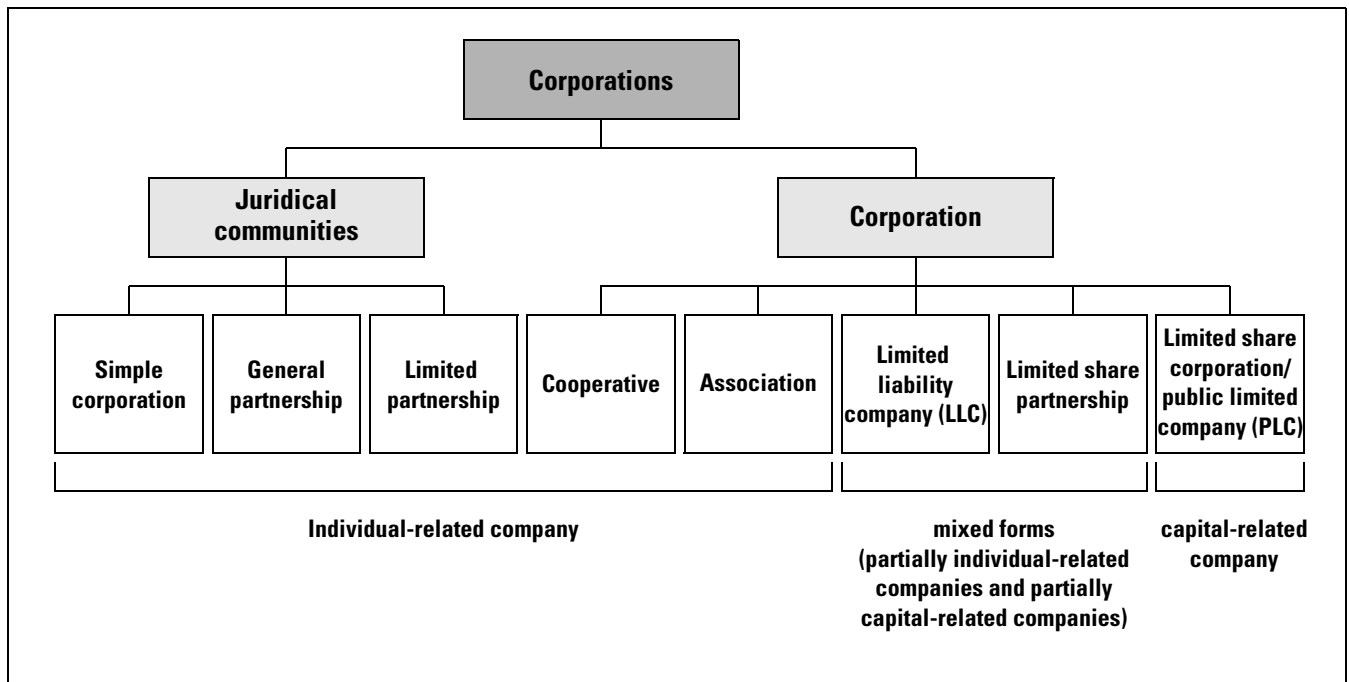 Corporations
Juridical
communities
Corporation
Simple
corporation
General
partnership
Limited
partnership
Cooperative
Association
Limited
liability
company (LLC)
Limited share
partnership
Limited share
corporation/
public limited
company (PLC)
Individual-related company
mixed forms
(partially individual-related
companies and partially
capital-related companies)
capital-related
company